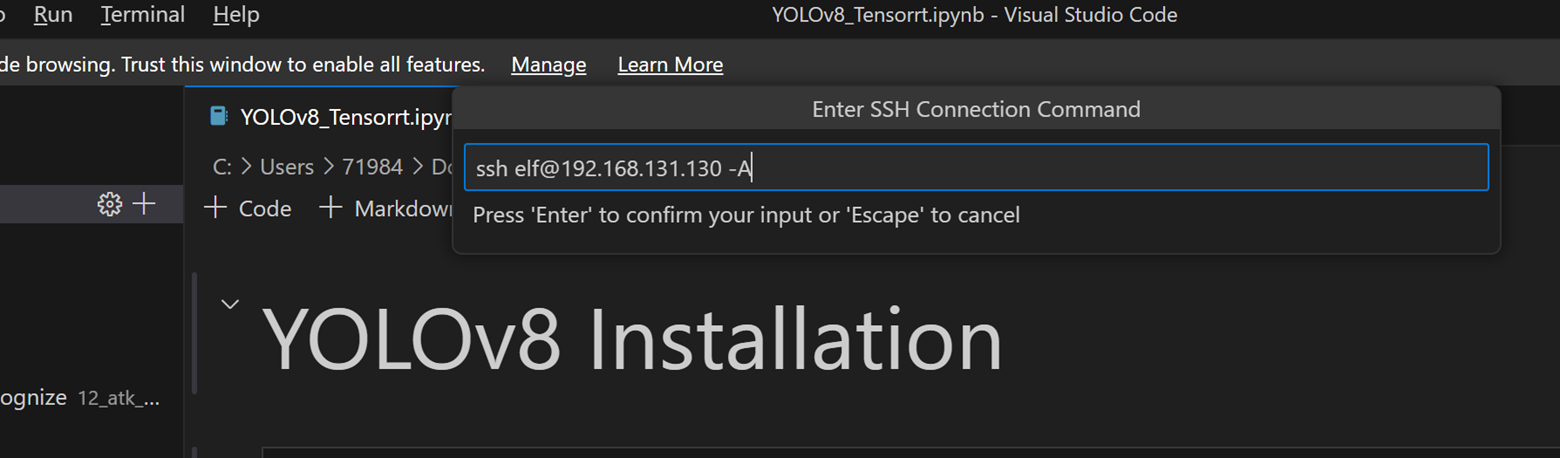 Run Terminal Help YOLOv8_Tensorrt.ipynb - Visual Studio Code
browsing. Trust this window to enable all features. Manage Learn More
Enter SSH Connection Command
YOLOv8_Tensorrt.ipyn
ssh elf@192.168.131.130 -A
C: > Users > 71984 > Do
+ Code + Markdown
Press 'Enter' to confirm your input or 'Escape' to cancel
YOLOv8 Installation
ognize 12_atk_...